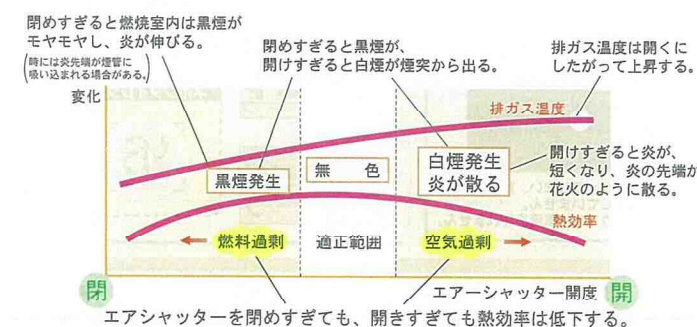 閉めすぎると燃焼室内は黒煙が
モヤモヤし、炎が伸びる。
(時には炎先端が煙管に
吸い込まれる場合がある。)
閉めすぎると黒煙が、
開けすぎると白煙が煙突から出る。
排ガス温度は開くに
したがって上昇する。
変化
排ガス温度
黒煙発生
無 色
白煙発生
炎が散る
開けすぎると炎が、
短くなり、炎の先端が
花火のように散る。
熱効率
燃料過剰
適正範囲
空気過剰
閉
エアーシャッター開度
開
エアシャッターを閉めすぎても、開きすぎても熱効率は低下する。